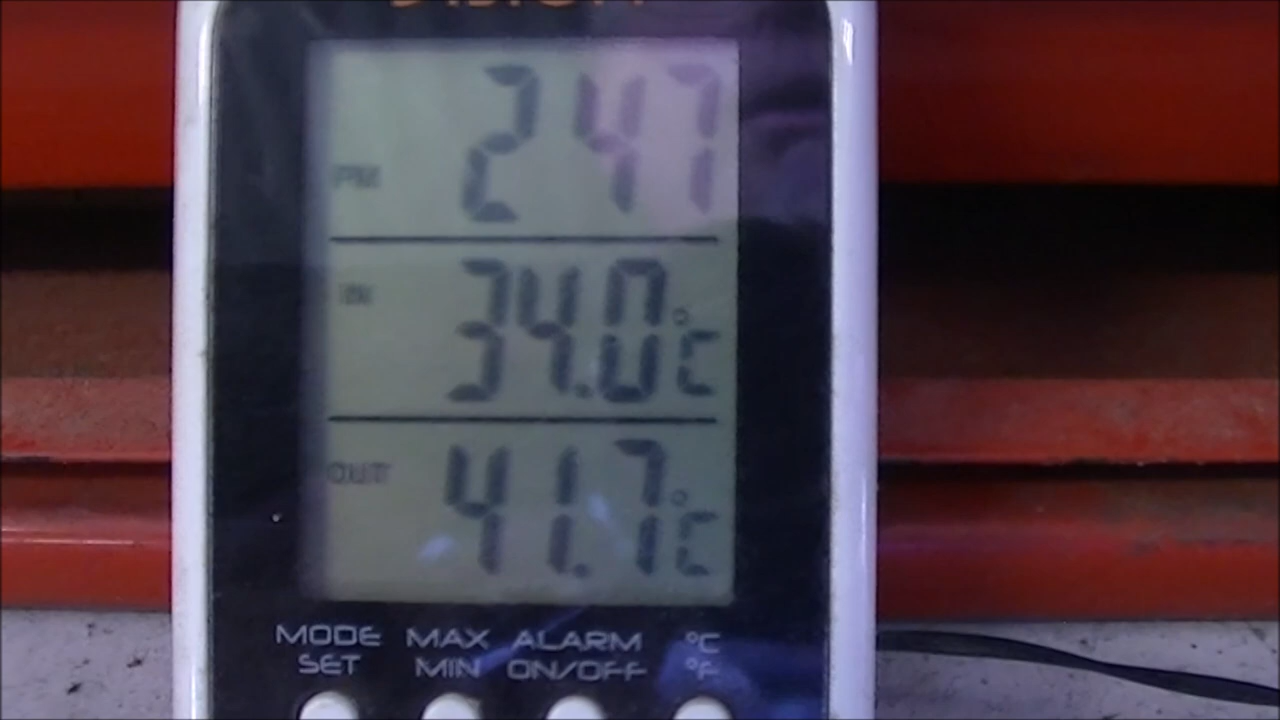 PM 2 47
IN 34.0 °C
OUT 41.7 °C
MODE MAX ALARM °C
SET MIN ON/OFF °F